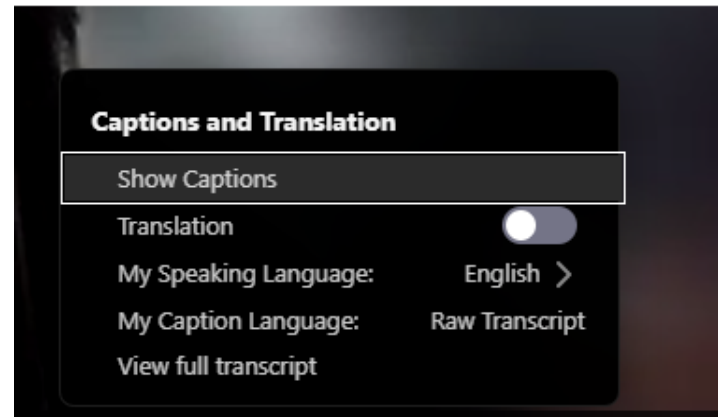 Captions and Translation
Show Captions
Translation
My Speaking Language: English >
My Caption Language: Raw Transcript
View full transcript